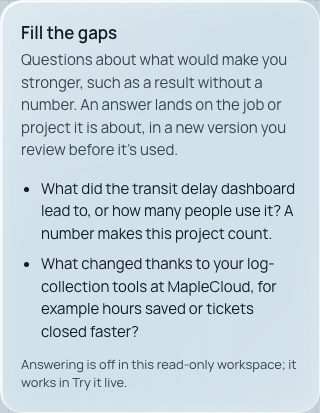 Fill the gaps
Questions about what would make you
stronger, such as a result without a
number. An answer lands on the job or
project it is about, in a new version you
review before it's used.
• What did the transit delay dashboard
lead to, or how many people use it? A
number makes this project count.
• What changed thanks to your log-
collection tools at MapleCloud, for
example hours saved or tickets
closed faster?
Answering is off in this read-only workspace; it
works in Try it live.